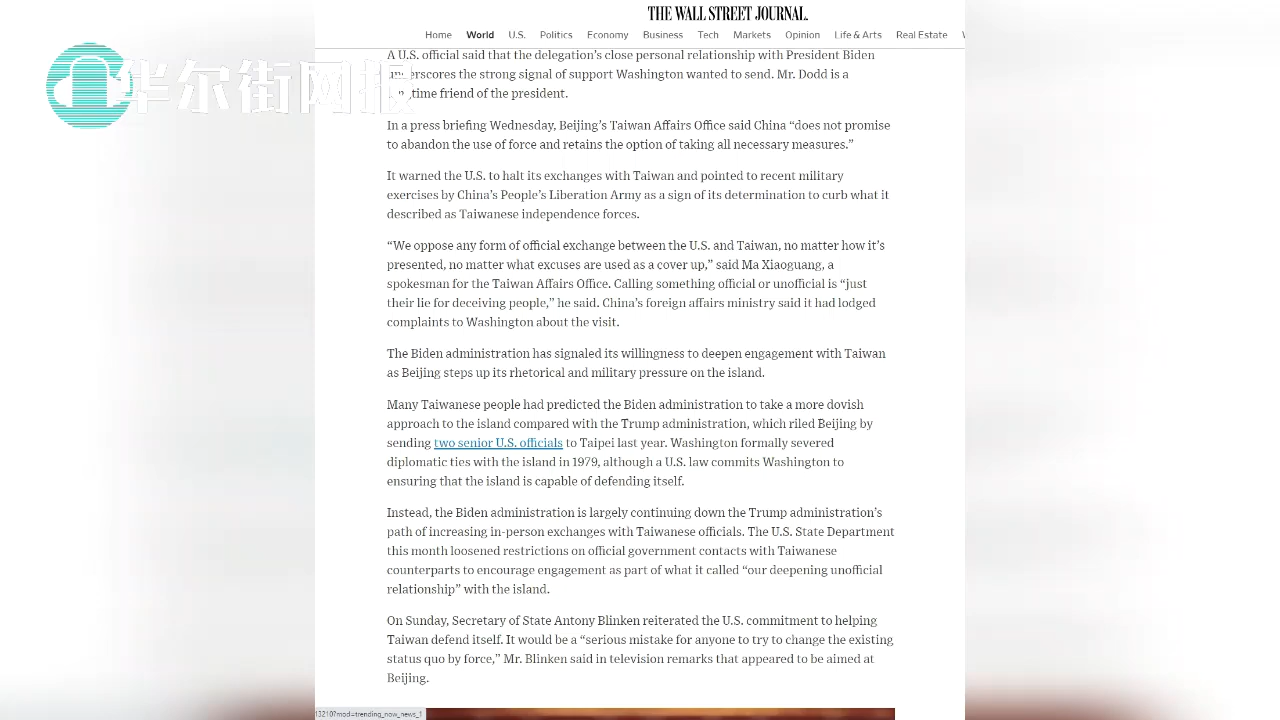 THE WALL STREET JOURNAL.
Home World U.S. Politics Economy Business Tech Markets Opinion Life & Arts Real Estate
华尔街网报
A U.S. official said that the delegation’s close personal relationship with President Biden
underscores the strong signal of support Washington wanted to send. Mr. Dodd is a
time friend of the president.
In a press briefing Wednesday, Beijing’s Taiwan Affairs Office said China “does not promise
to abandon the use of force and retains the option of taking all necessary measures.”
It warned the U.S. to halt its exchanges with Taiwan and pointed to recent military
exercises by China’s People’s Liberation Army as a sign of its determination to curb what it
described as Taiwanese independence forces.
“We oppose any form of official exchange between the U.S. and Taiwan, no matter how it’s
presented, no matter what excuses are used as a cover up,” said Ma Xiaoguang, a
spokesman for the Taiwan Affairs Office. Calling something official or unofficial is “just
their lie for deceiving people,” he said. China’s foreign affairs ministry said it had lodged
complaints to Washington about the visit.
The Biden administration has signaled its willingness to deepen engagement with Taiwan
as Beijing steps up its rhetorical and military pressure on the island.
Many Taiwanese people had predicted the Biden administration to take a more dovish
approach to the island compared with the Trump administration, which riled Beijing by
sending two senior U.S. officials to Taipei last year. Washington formally severed
diplomatic ties with the island in 1979, although a U.S. law commits Washington to
ensuring that the island is capable of defending itself.
Instead, the Biden administration is largely continuing down the Trump administration’s
path of increasing in-person exchanges with Taiwanese officials. The U.S. State Department
this month loosened restrictions on official government contacts with Taiwanese
counterparts to encourage engagement as part of what it called “our deepening unofficial
relationship” with the island.
On Sunday, Secretary of State Antony Blinken reiterated the U.S. commitment to helping
Taiwan defend itself. It would be a “serious mistake for anyone to try to change the existing
status quo by force,” Mr. Blinken said in television remarks that appeared to be aimed at
Beijing.
13210?mod=trending_now_news_1